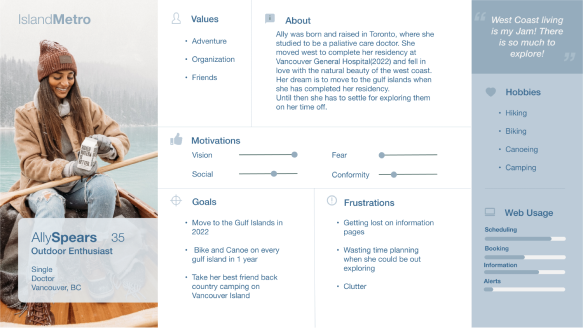 IslandMetro
AllySpears 35
Outdoor Enthusiast
Single
Doctor
Vancouver, BC
Values
• Adventure
• Organization
• Friends
About
Ally was born and raised in Toronto, where she
studied to be a paliative care doctor. She
moved west to complete her residency at
Vancouver General Hospital(2022) and fell in
love with the natural beauty of the west coast.
Her dream is to move to the gulf islands when
she has completed her residency.
Until then she has to settle for exploring them
on her time off.
Motivations
Vision
Fear
Social
Conformity
Goals
• Move to the Gulf Islands in
2022
• Bike and Canoe on every
gulf island in 1 year
• Take her best friend back
country camping on
Vancouver Island
Frustrations
• Getting lost on information
pages
• Wasting time planning
when she could be out
exploring
• Clutter
“ West Coast living
is my Jam! There
is so much to
explore! ”
Hobbies
• Hiking
• Biking
• Canoeing
• Camping
Web Usage
Scheduling
Booking
Information
Alerts